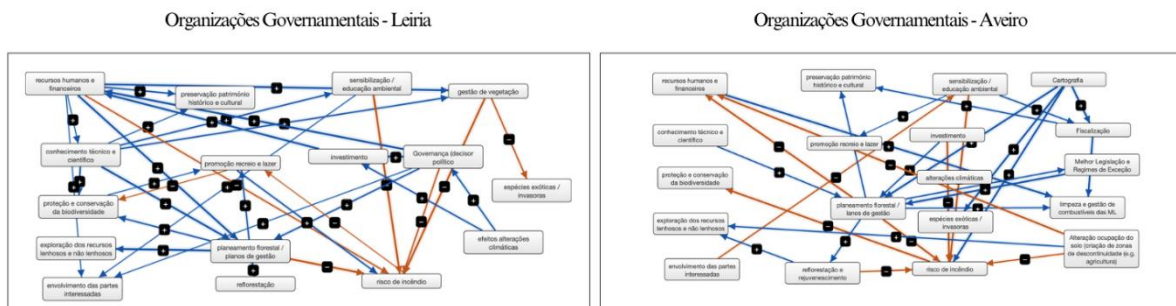 Organizações Governamentais - Leiria
recursos humanos e
financeiros
sensibilização /
educação ambiental
preservação património
histórico e cultural
gestão de vegetação
conhecimento técnico e
científico
promoção recreio e lazer
investimento
Governança (decisor
político
proteção e conservação
da biodiversidade
espécies exóticas /
invasoras
exploração dos recursos
lenhosos e não lenhosos
planeamento florestal /
planos de gestão
efeitos alterações
climáticas
envolvimento das partes
interessadas
reflorestação
risco de incêndio
Organizações Governamentais - Aveiro
recursos humanos e
financeiros
preservação património
histórico e cultural
sensibilização /
educação ambiental
Cartografia
conhecimento técnico e
científico
promoção recreio e lazer
investimento
Fiscalização
proteção e conservação
da biodiversidade
alterações climáticas
Melhor Legislação e
Regimes de Exceção
planeamento florestal /
lanos de gestão
limpaza e gestão de
combustíveis das ML
exploração dos recursos
lenhosos e não lenhosos
espécies exóticas /
invasoras
Alteração ocupação do
solo (criação de zonas
de descontinuidade (e.g.
agricultura)
envolvimento das partes
interessadas
reflorestação e
rejuvenescimento
risco de incêndio